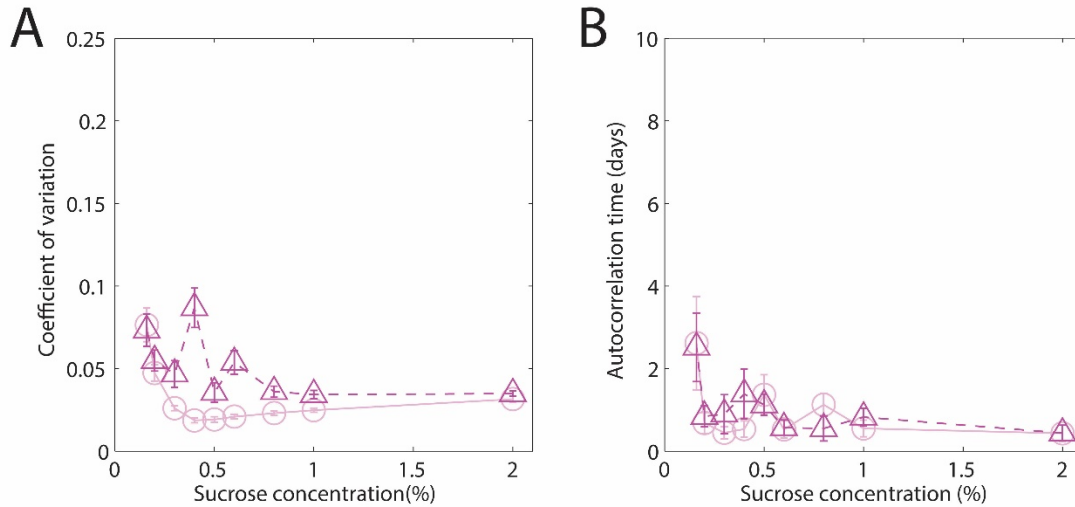 A
0.25
0.2
0.15
0.1
0.05
0
Coefficient of variation
0 0.5 1 1.5 2
Sucrose concentration(%)
B
10
8
6
4
2
0
Autocorrelation time (days)
0 0.5 1 1.5 2
Sucrose concentration (%)